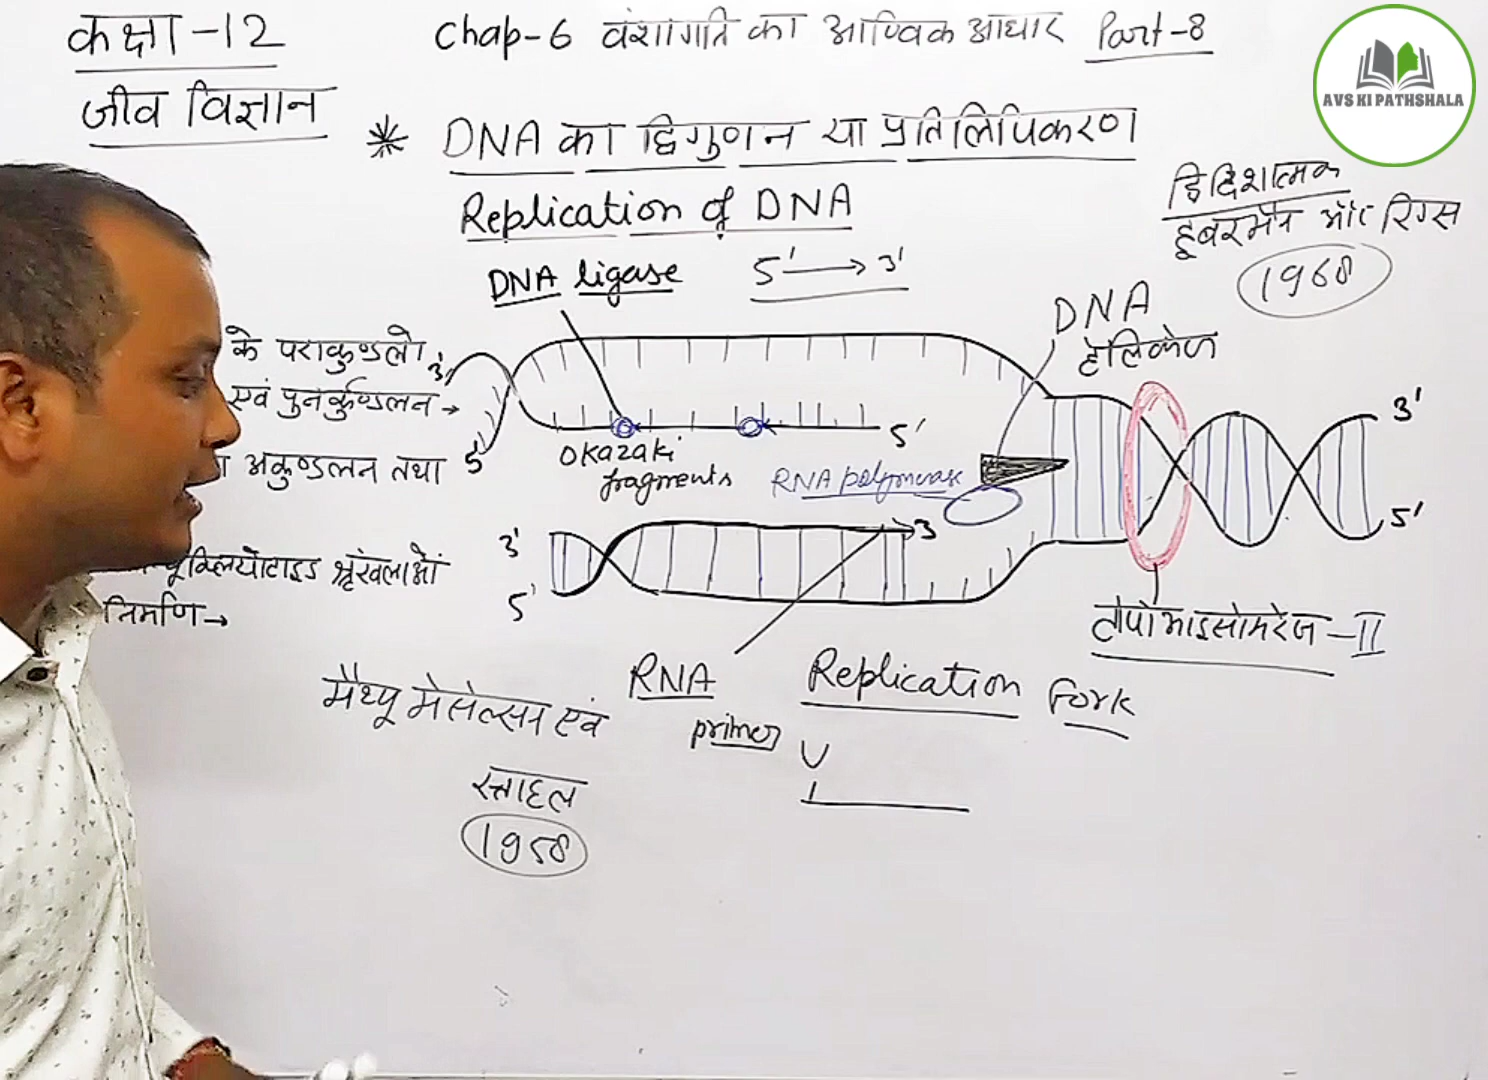 कक्षा -12
जीव विज्ञान
Chap-6 वंशागति का आण्विक आधार Part-8
AVS KI PATHSHALA
* DNA का द्विगुणन या प्रतिलिपिकरण
Replication of DNA
5' → 3'
द्विदिशात्मक
हूबरमैन और रिग्स
1968
DNA ligase
DNA
हेलिकेज
के पराकुण्डलो
एवं पुनर्कुण्डलन →
अकुण्डलन तथा
न्यूक्लियोटाइड श्रृंखलाओं
निर्माण →
3'
5'
Okazaki
fragments
5'
RNA polymerase
3'
5'
3'
5'
3
टोपोआइसोमरेज - II
RNA
primer
Replication Fork
मैथ्यू मेसेल्सन एवं
स्ताहल
1958